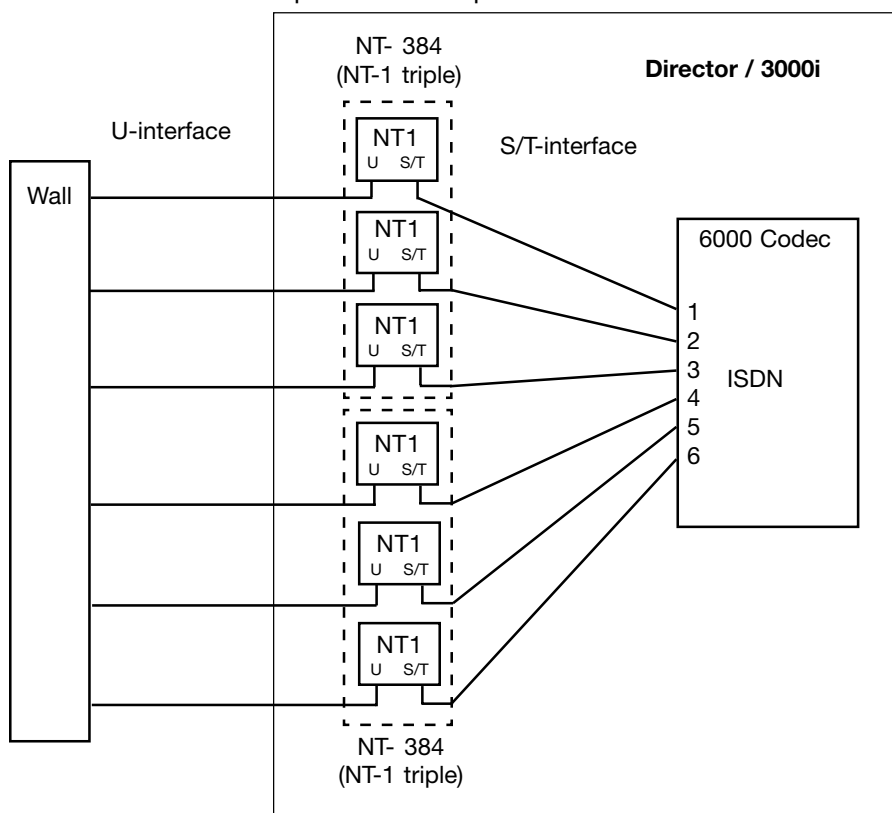 NT- 384
(NT-1 triple)
Director / 3000i
U-interface
S/T-interface
Wall
NT1
U S/T
NT1
U S/T
NT1
U S/T
NT1
U S/T
NT1
U S/T
NT1
U S/T
6000 Codec
1
2
3
4
5
6
ISDN
NT- 384
(NT-1 triple)